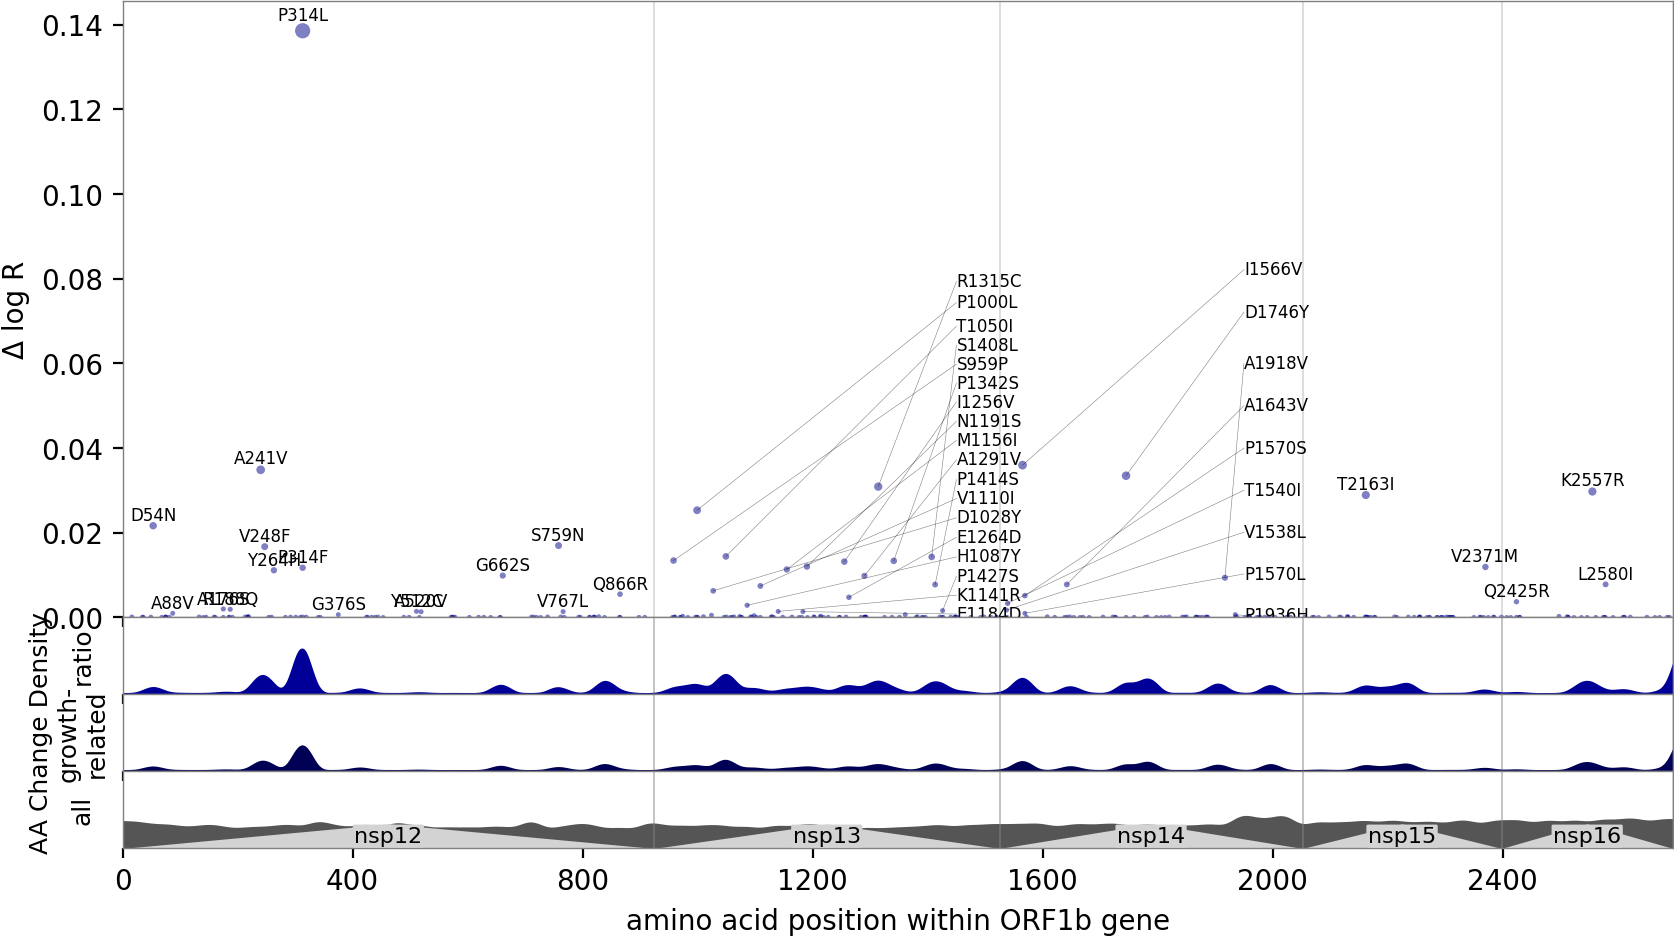 Δ log R
0.14
0.12
0.10
0.08
0.06
0.04
0.02
0.00
P314L
A241V
D54N
V248F
P314F
S759N
G662S
Q866R
A88V
G376S
V767L
R1315C
P1000L
T1050I
S1408L
S959P
P1342S
I1256V
N1191S
M1156I
A1291V
P1414S
V1110I
D1028Y
E1264D
H1087Y
P1427S
K1141R
E1184D
I1566V
D1746Y
A1918V
A1643V
P1570S
T1540I
V1538L
P1570L
P1936H
T2163I
K2557R
V2371M
L2580I
Q2425R
AA Change Density
ratio
growth-
related
all
nsp12
nsp13
nsp14
nsp15
nsp16
0
400
800
1200
1600
2000
2400
amino acid position within ORF1b gene